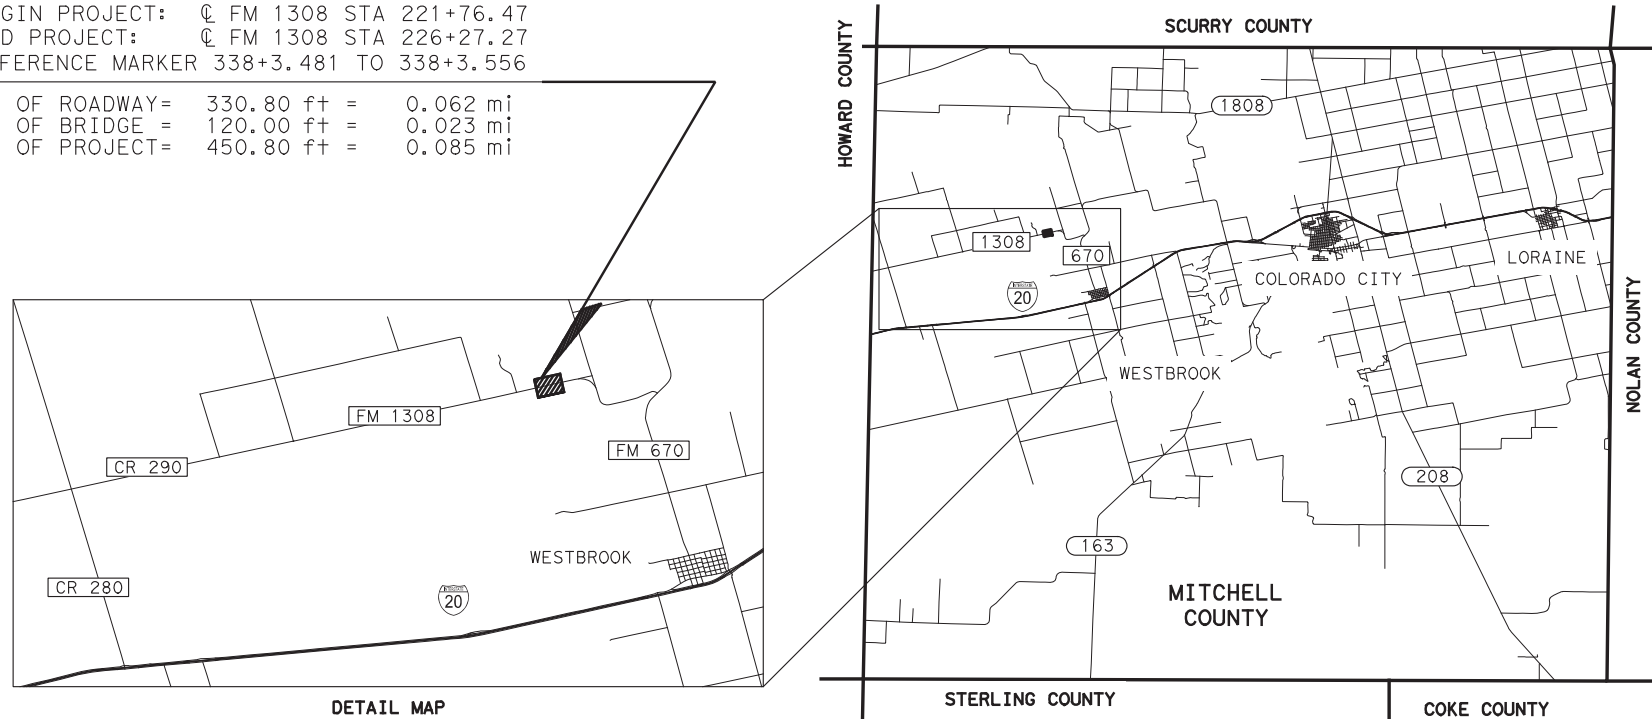 GIN PROJECT: ℄ FM 1308 STA 221+76.47
D PROJECT: ℄ FM 1308 STA 226+27.27
FERENCE MARKER 338+3.481 TO 338+3.556
OF ROADWAY= 330.80 ft = 0.062 mi
OF BRIDGE = 120.00 ft = 0.023 mi
OF PROJECT= 450.80 ft = 0.085 mi
FM 1308
CR 290
FM 670
WESTBROOK
CR 280
20
DETAIL MAP
SCURRY COUNTY
HOWARD COUNTY
1808
1308
670
20
COLORADO CITY
LORAINE
NOLAN COUNTY
WESTBROOK
208
163
MITCHELL
COUNTY
STERLING COUNTY
COKE COUNTY